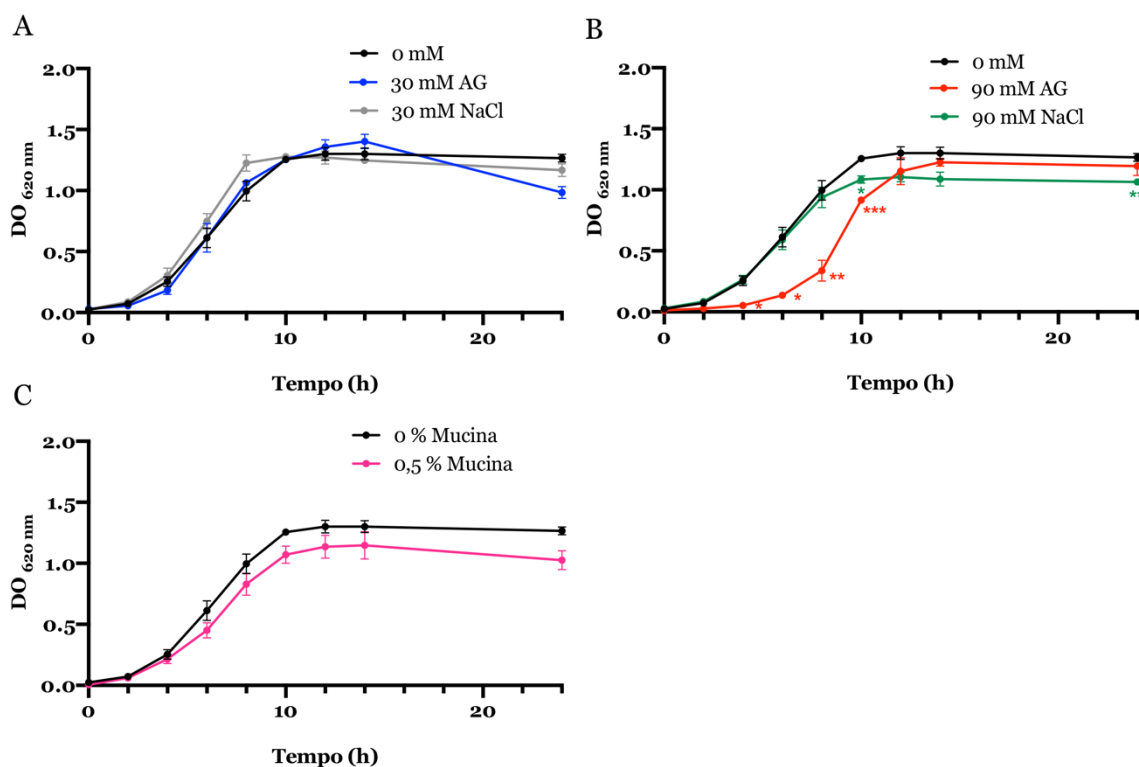 A
0 mM
30 mM AG
30 mM NaCl
2.0
1.5
1.0
0.5
0.0
DO 620 nm
0
10
20
Tempo (h)
B
0 mM
90 mM AG
90 mM NaCl
2.0
1.5
1.0
0.5
0.0
DO 620 nm
*
***
**
*
*
**
0
10
20
Tempo (h)
C
0 % Mucina
0,5 % Mucina
2.0
1.5
1.0
0.5
0.0
DO 620 nm
0
10
20
Tempo (h)